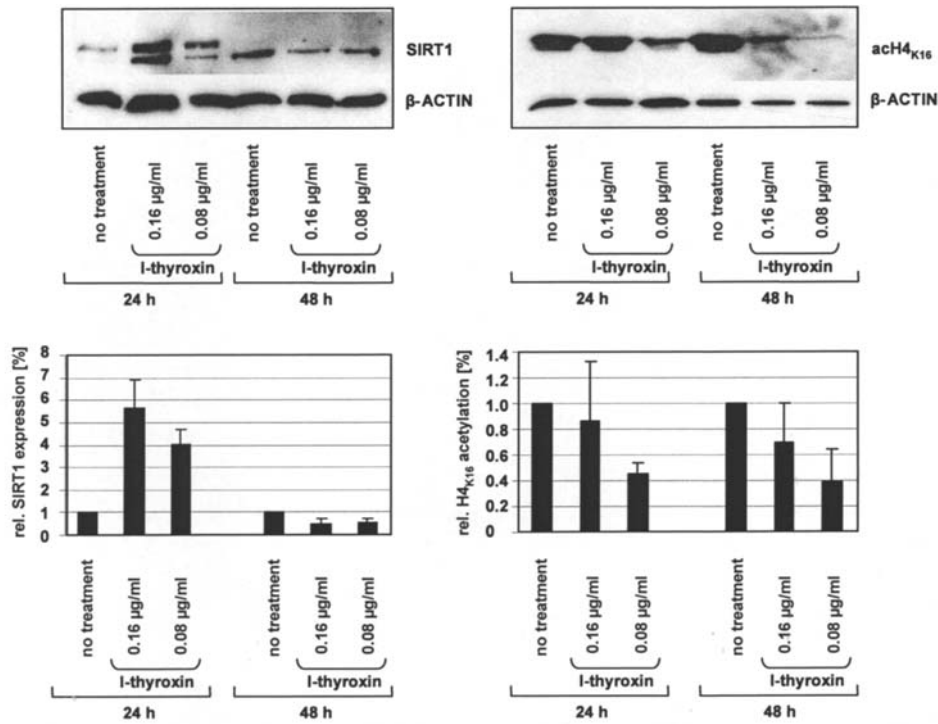 SIRT1
β-ACTIN
no treatment
0.16 µg/ml
0.08 µg/ml
no treatment
0.16 µg/ml
0.08 µg/ml
l-thyroxin
l-thyroxin
24 h
48 h
acH4K16
β-ACTIN
no treatment
0.16 µg/ml
0.08 µg/ml
no treatment
0.16 µg/ml
0.08 µg/ml
l-thyroxin
l-thyroxin
24 h
48 h
rel. SIRT1 expression [%]
8
7
6
5
4
3
2
1
0
no treatment
0.16 µg/ml
0.08 µg/ml
no treatment
0.16 µg/ml
0.08 µg/ml
l-thyroxin
l-thyroxin
24 h
48 h
rel. H4K16 acetylation [%]
1.4
1.2
1.0
0.8
0.6
0.4
0.2
0
no treatment
0.16 µg/ml
0.08 µg/ml
no treatment
0.16 µg/ml
0.08 µg/ml
l-thyroxin
l-thyroxin
24 h
48 h